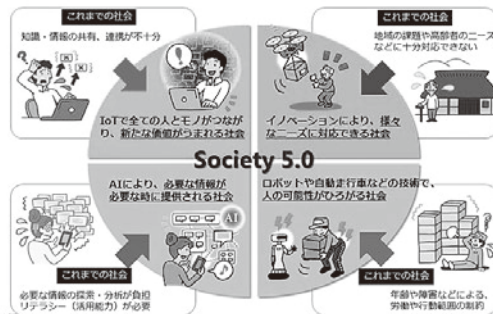 これまでの社会
知識・情報の共有、連携が不十分
IoTで全ての人とモノがつなが
り、新たな価値がうまれる社会
これまでの社会
地域の課題や高齢者のニーズ
などに十分対応できない
イノベーションにより、様々
なニーズに対応できる社会
Society 5.0
AIにより、必要な情報が
必要な時に提供される社会
AI
ロボットや自動走行車などの技術で、
人の可能性がひろがる社会
これまでの社会
必要な情報の探索・分析が負担
リテラシー(活用能力)が必要
これまでの社会
年齢や障害などによる、
労働や行動範囲の制約